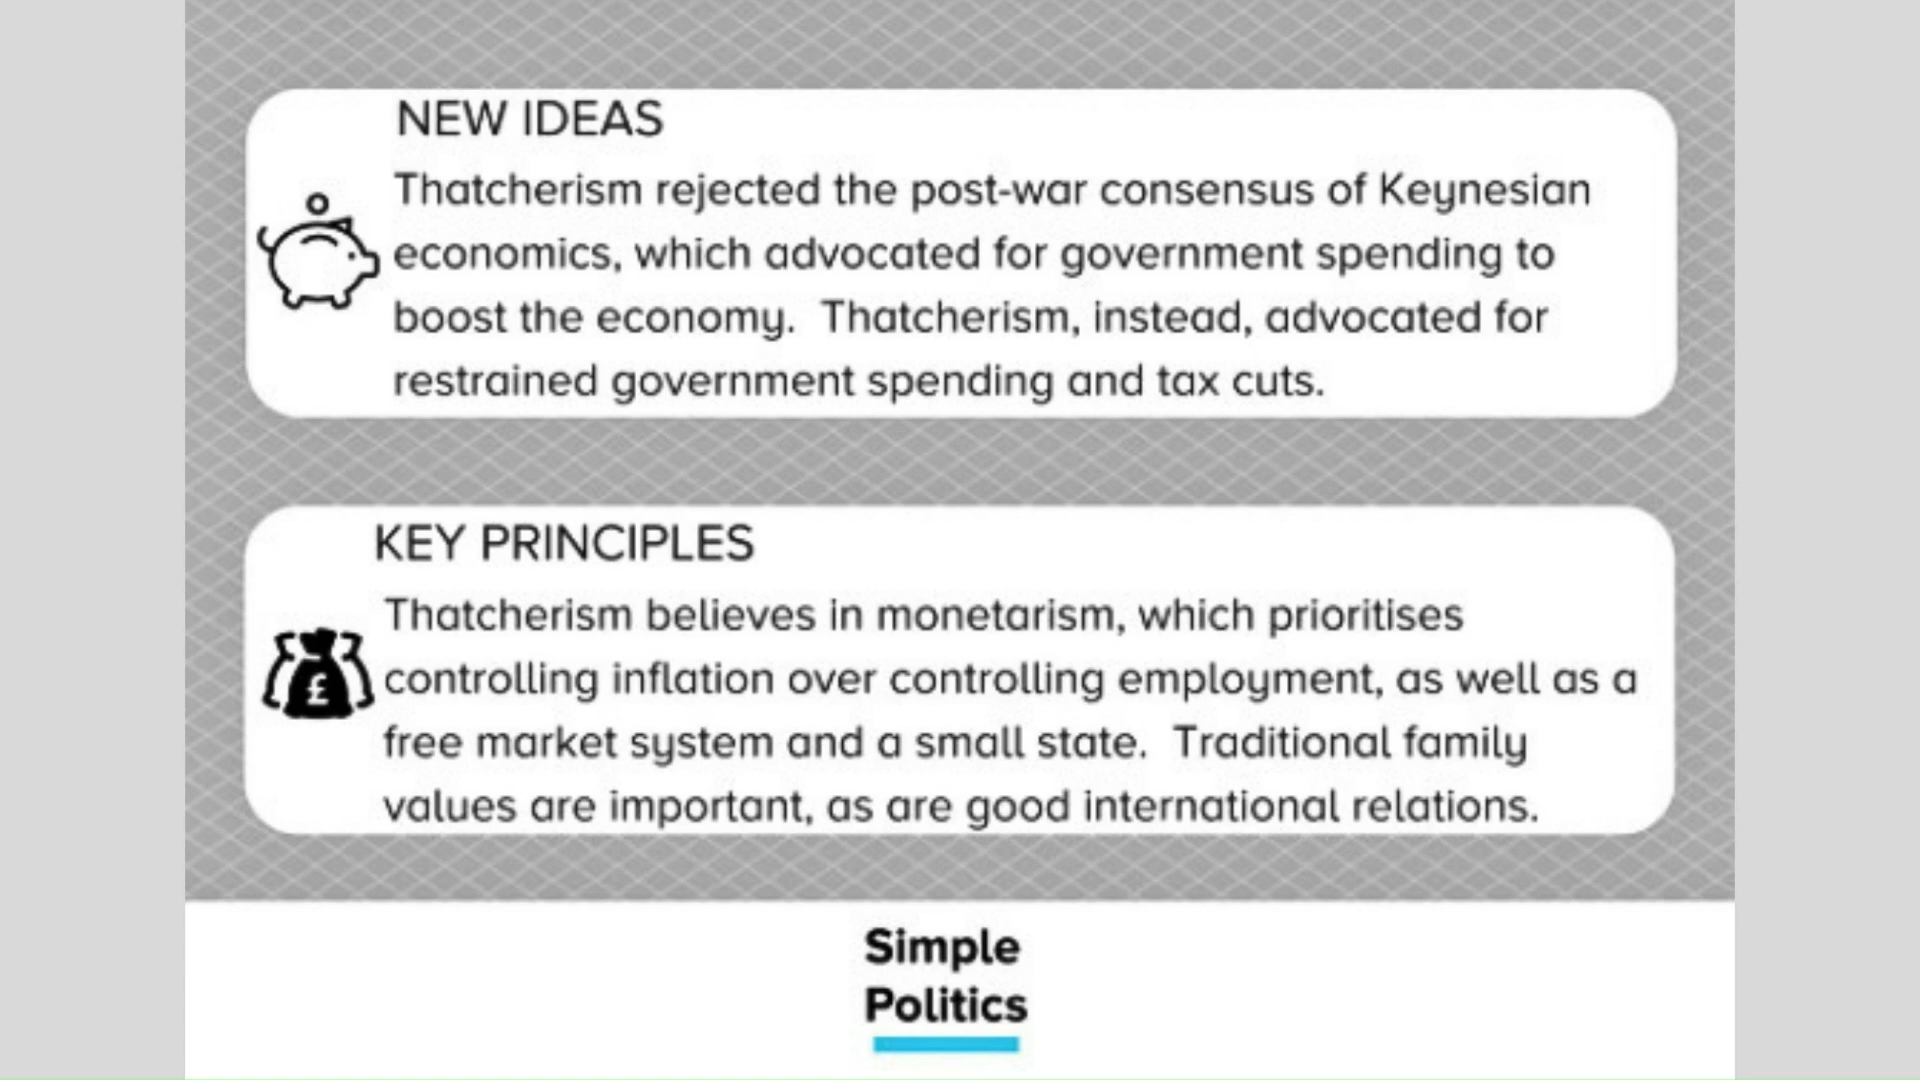 NEW IDEAS
Thatcherism rejected the post-war consensus of Keynesian
economics, which advocated for government spending to
boost the economy.  Thatcherism, instead, advocated for
restrained government spending and tax cuts.
KEY PRINCIPLES
Thatcherism believes in monetarism, which prioritises
controlling inflation over controlling employment, as well as a
free market system and a small state.  Traditional family
values are important, as are good international relations.
£
Simple
Politics